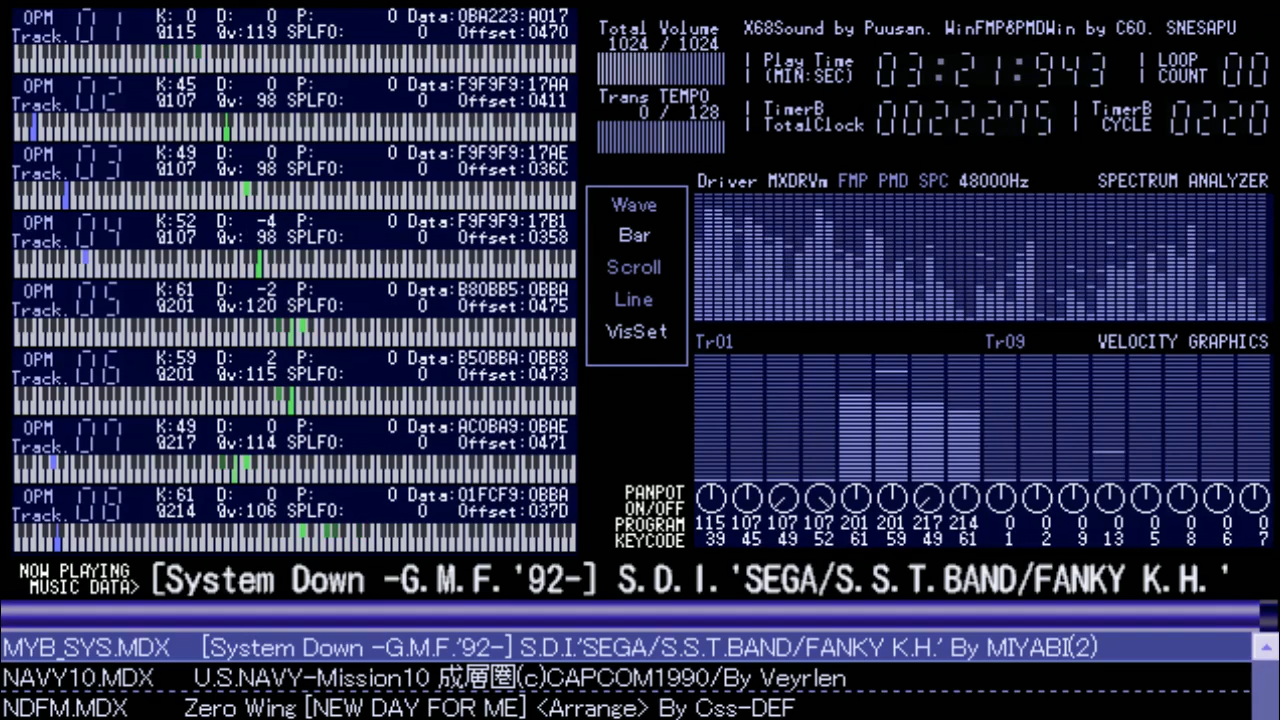 OPM K: D: 0 P: 0 Data:0BA223:A017
Track. 01 @115 @v:119 SPLFO: 0 Offset:0470
OPM K:45 D: 0 P: 0 Data:F9F9F9:17AA
Track. 02 @107 @v: 98 SPLFO: 0 Offset:0411
OPM K:49 D: 0 P: 0 Data:F9F9F9:17AE
Track. 03 @107 @v: 98 SPLFO: 0 Offset:036C
OPM K:52 D: -4 P: 0 Data:F9F9F9:17B1
Track. 04 @107 @v: 98 SPLFO: 0 Offset:0358
OPM K:61 D: -2 P: 0 Data:B80BB5:0BBA
Track. 05 @201 @v:120 SPLFO: 0 Offset:0475
OPM K:59 D: 2 P: 0 Data:B50BBA:0BB8
Track. 06 @201 @v:115 SPLFO: 0 Offset:0473
OPM K:49 D: 0 P: 0 Data:AC0BA9:0BAE
Track. 07 @217 @v:114 SPLFO: 0 Offset:0471
OPM K:61 D: 0 P: 0 Data:01FCF9:0BBA
Track. 08 @214 @v:106 SPLFO: 0 Offset:037D
Total Volume
1024 / 1024
Trans TEMPO
0 / 128
X68Sound by Puusan. WinFMP&PMDWin by C60. SNESAPU
Play Time (MIN:SEC) 03:21:943 LOOP COUNT 00
TimerB TotalClock 0022275 TimerB CYCLE 0220
Wave
Bar
Scroll
Line
VisSet
Driver MXDRVm FMP PMD SPC 48000Hz SPECTRUM ANALYZER
Tr01 Tr09 VELOCITY GRAPHICS
PANPOT
ON/OFF
PROGRAM 115 107 107 107 201 201 217 214 0 0 0 0 0 0 0 0
KEYCODE 39 45 49 52 61 59 49 61 1 2 9 13 5 8 6 7
NOW PLAYING
MUSIC DATA> [System Down -G.M.F. '92-] S.D.I. 'SEGA/S.S.T.BAND/FANKY K.H. '
MYB_SYS.MDX [System Down -G.M.F.'92-] S.D.I.'SEGA/S.S.T.BAND/FANKY K.H.' By MIYABI(2)
NAVY10.MDX U.S.NAVY-Mission10 成層圏(c)CAPCOM1990/By Veyrlen
NDFM.MDX Zero Wing [NEW DAY FOR ME] <Arrange> By Css-DEF